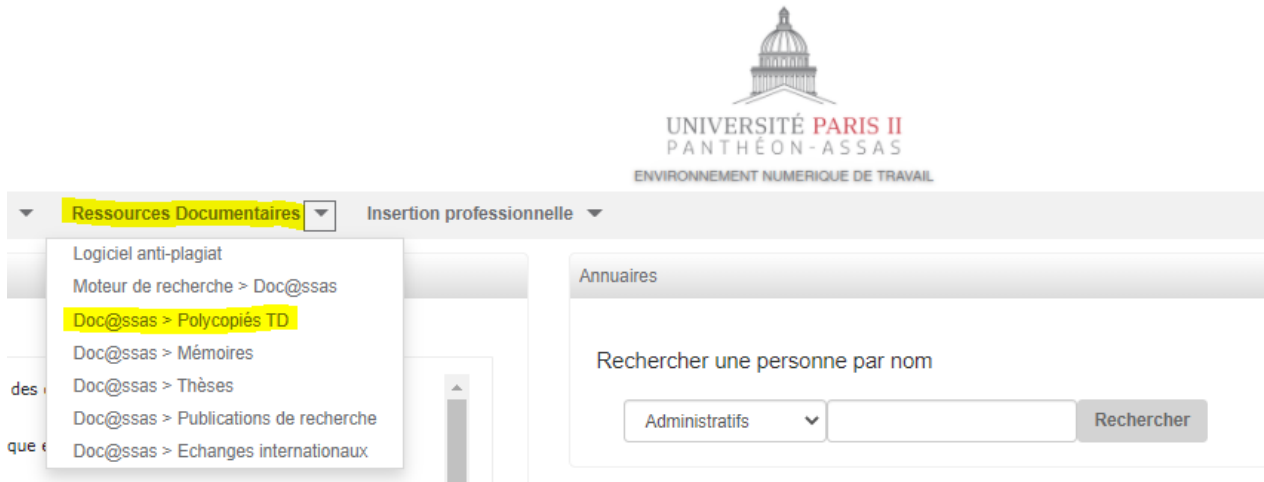 UNIVERSITÉ PARIS II
PANTHÉON-ASSAS
ENVIRONNEMENT NUMERIQUE DE TRAVAIL
Ressources Documentaires Insertion professionnelle
Logiciel anti-plagiat
Moteur de recherche > Doc@ssas
Annuaires
Doc@ssas > Polycopiés TD
Doc@ssas > Mémoires
Rechercher une personne par nom
des
Doc@ssas > Thèses
Doc@ssas > Publications de recherche
Administratifs Rechercher
que
Doc@ssas > Echanges internationaux